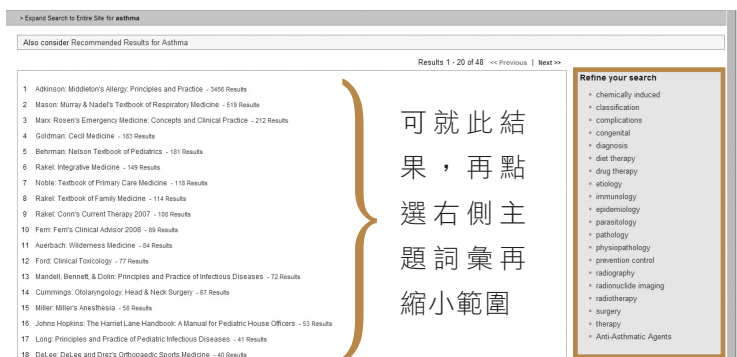 > Expand Search to Entire Site for asthma
Also consider Recommended Results for Asthma
Results 1 - 20 of 48 << Previous | Next >>
1 Adkinson: Middleton's Allergy: Principles and Practice - 3456 Results
2 Mason: Murray & Nadel's Textbook of Respiratory Medicine - 519 Results
3 Marx: Rosen's Emergency Medicine: Concepts and Clinical Practice - 212 Results
4 Goldman: Cecil Medicine - 183 Results
5 Behrman: Nelson Textbook of Pediatrics - 181 Results
6 Rakel: Integrative Medicine - 149 Results
7 Noble: Textbook of Primary Care Medicine - 118 Results
8 Rakel: Textbook of Family Medicine - 114 Results
9 Rakel: Conn's Current Therapy 2007 - 108 Results
10 Ferri: Ferri's Clinical Advisor 2008 - 89 Results
11 Auerbach: Wilderness Medicine - 84 Results
12 Ford: Clinical Toxicology - 77 Results
13 Mandell, Bennett, & Dolin: Principles and Practice of Infectious Diseases - 72 Results
14 Cummings: Otolaryngology: Head & Neck Surgery - 67 Results
15 Miller: Miller's Anesthesia - 58 Results
16 Johns Hopkins: The Harriet Lane Handbook: A Manual for Pediatric House Officers - 53 Results
17 Long: Principles and Practice of Pediatric Infectious Diseases - 41 Results
18 DeLee: DeLee and Drez's Orthopaedic Sports Medicine - 40 Results
可就此結
果，再點
選右側主
題詞彙再
縮小範圍
Refine your search
chemically induced
classification
complications
congenital
diagnosis
diet therapy
drug therapy
etiology
immunology
epidemiology
parasitology
pathology
physiopathology
prevention control
radiography
radionuclide imaging
radiotherapy
surgery
therapy
Anti-Asthmatic Agents